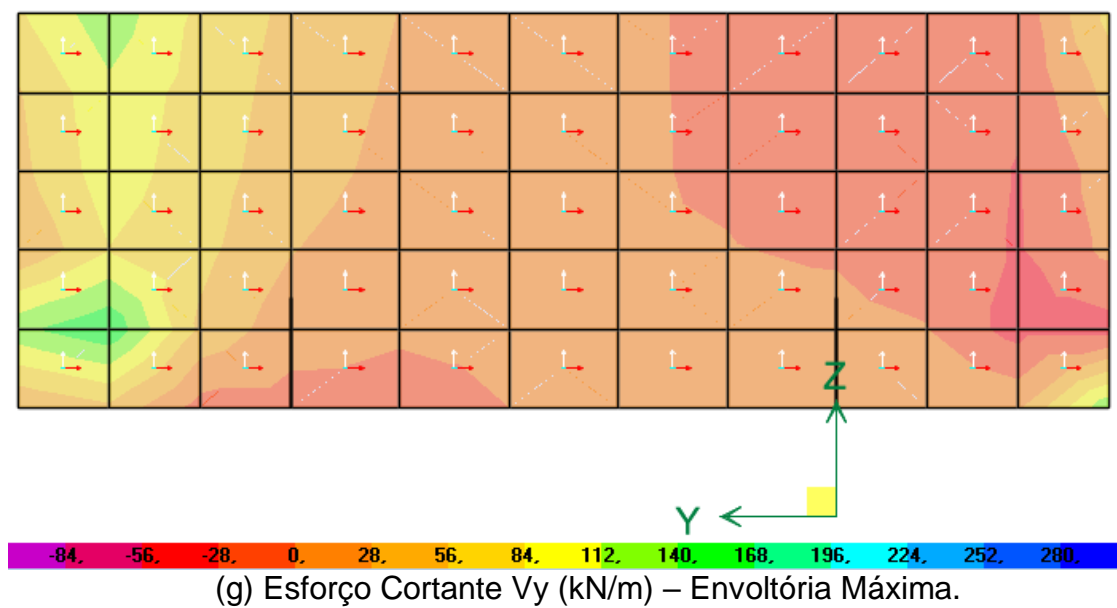 Z
Y
-84, -56, -28, 0, 28, 56, 84, 112, 140, 168, 196, 224, 252, 280,
(g) Esforço Cortante Vy (kN/m) – Envoltória Máxima.